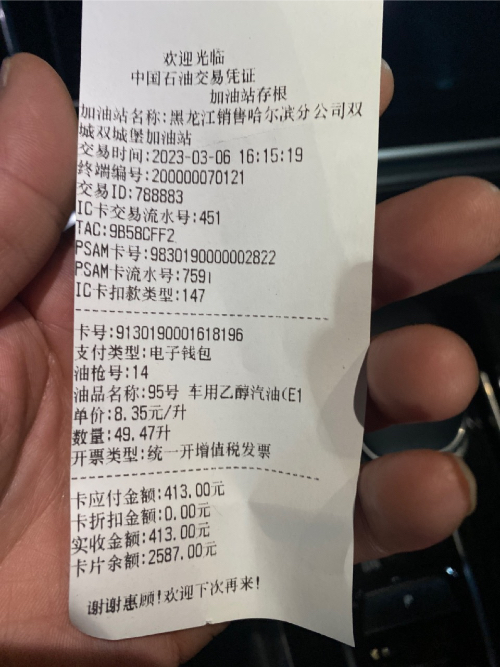 欢迎光临
中国石油交易凭证
加油站存根
加油站名称:黑龙江销售哈尔滨分公司双
城双城堡加油站
交易时间:2023-03-06 16:15:19
终端编号:200000070121
交易ID:788883
IC卡交易流水号:451
TAC:9B58CFF2
PSAM卡号:9830190000002822
PSAM卡流水号:7591
IC卡扣款类型:147
卡号:9130190001618196
支付类型:电子钱包
油枪号:14
油品名称:95号 车用乙醇汽油(E1
单价:8.35元/升
数量:49.47升
开票类型:统一开增值税发票
卡应付金额:413.00元
卡折扣金额:0.00元
实收金额:413.00元
卡片余额:2587.00元
谢谢惠顾!欢迎下次再来!